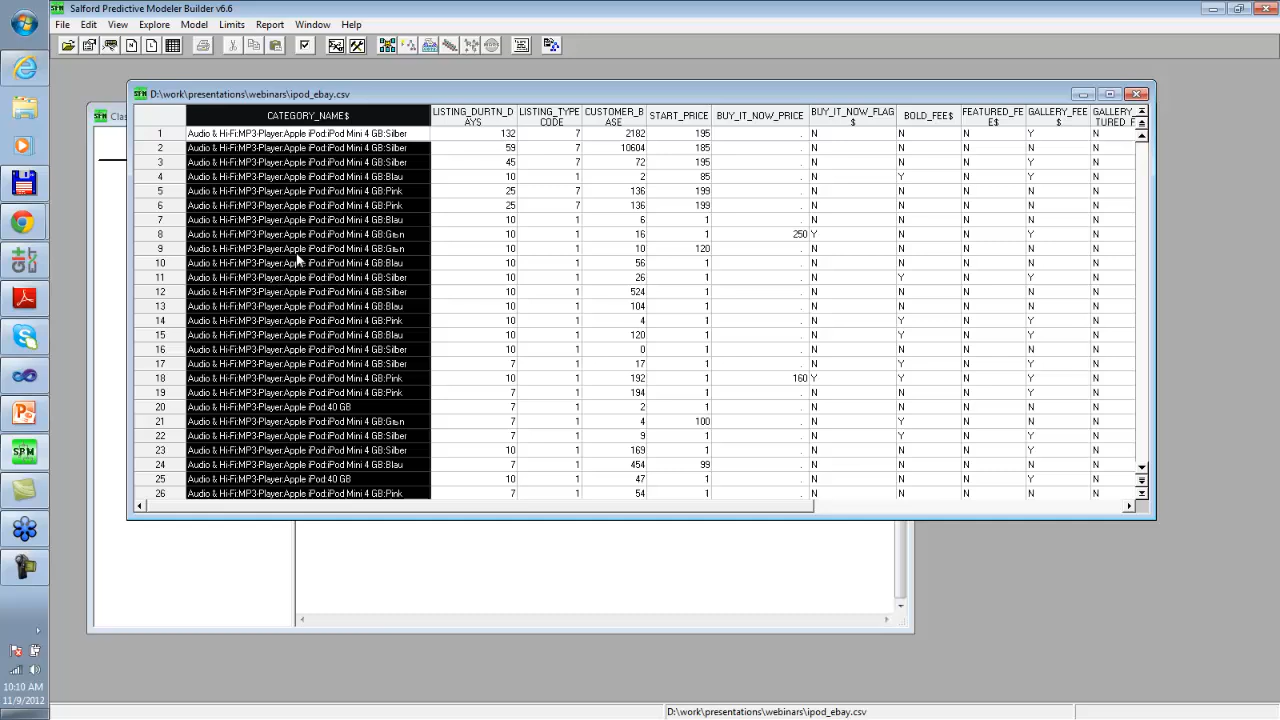 Salford Predictive Modeler Builder v6.6
File Edit View Explore Model Limits Report Window Help
D:\work\presentations\webinars\ipod_ebay.csv
Clas
CATEGORY_NAME$ LISTING_DURTN_DAYS LISTING_TYPE CODE CUSTOMER_BASE START_PRICE BUY_IT_NOW_PRICE BUY_IT_NOW_FLAG$ BOLD_FEE$ FEATURED_FEE$ GALLERY_FEE$ GALLERY_ TURED_F
1 Audio & Hi-Fi:MP3-Player:Apple iPod:iPod Mini 4 GB:Silber 132 7 2182 195 . N N N Y N
2 Audio & Hi-Fi:MP3-Player:Apple iPod:iPod Mini 4 GB:Silber 59 7 10604 185 . N N N N N
3 Audio & Hi-Fi:MP3-Player:Apple iPod:iPod Mini 4 GB:Silber 45 7 72 195 . N N N Y N
4 Audio & Hi-Fi:MP3-Player:Apple iPod:iPod Mini 4 GB:Blau 10 1 2 85 . N Y N Y N
5 Audio & Hi-Fi:MP3-Player:Apple iPod:iPod Mini 4 GB:Pink 25 7 136 199 . N N N N N
6 Audio & Hi-Fi:MP3-Player:Apple iPod:iPod Mini 4 GB:Pink 25 7 136 199 . N N N N N
7 Audio & Hi-Fi:MP3-Player:Apple iPod:iPod Mini 4 GB:Blau 10 1 6 1 . N N N N N
8 Audio & Hi-Fi:MP3-Player:Apple iPod:iPod Mini 4 GB: 10 1 16 1 250 Y N N Y N
9 Audio & Hi-Fi:MP3-Player:Apple iPod:iPod Mini 4 GB: 10 1 10 120 . N N N N N
10 Audio & Hi-Fi:MP3-Player:Apple iPod:iPod Mini 4 GB:Blau 10 1 56 1 . N N N N N
11 Audio & Hi-Fi:MP3-Player:Apple iPod:iPod Mini 4 GB:Silber 10 1 26 1 . N Y N Y N
12 Audio & Hi-Fi:MP3-Player:Apple iPod:iPod Mini 4 GB:Silber 10 1 524 1 . N N N N N
13 Audio & Hi-Fi:MP3-Player:Apple iPod:iPod Mini 4 GB:Blau 10 1 104 1 . N N N N N
14 Audio & Hi-Fi:MP3-Player:Apple iPod:iPod Mini 4 GB:Pink 10 1 4 1 . N Y N Y N
15 Audio & Hi-Fi:MP3-Player:Apple iPod:iPod Mini 4 GB:Blau 10 1 120 1 . N Y N N N
16 Audio & Hi-Fi:MP3-Player:Apple iPod:iPod Mini 4 GB:Silber 10 1 0 1 . N N N N N
17 Audio & Hi-Fi:MP3-Player:Apple iPod:iPod Mini 4 GB:Silber 7 1 17 1 . N Y N Y N
18 Audio & Hi-Fi:MP3-Player:Apple iPod:iPod Mini 4 GB:Pink 10 1 192 1 160 Y Y N Y N
19 Audio & Hi-Fi:MP3-Player:Apple iPod:iPod Mini 4 GB:Pink 7 1 194 1 . N Y N N N
20 Audio & Hi-Fi:MP3-Player:Apple iPod:40 GB 7 1 2 1 . N N N N N
21 Audio & Hi-Fi:MP3-Player:Apple iPod:iPod Mini 4 GB: 7 1 4 100 . N Y N N N
22 Audio & Hi-Fi:MP3-Player:Apple iPod:iPod Mini 4 GB:Silber 7 1 9 1 . N Y N Y N
23 Audio & Hi-Fi:MP3-Player:Apple iPod:iPod Mini 4 GB:Silber 10 1 169 1 . N N N Y N
24 Audio & Hi-Fi:MP3-Player:Apple iPod:iPod Mini 4 GB:Blau 7 1 454 99 . N N N Y N
25 Audio & Hi-Fi:MP3-Player:Apple iPod:40 GB 10 1 47 1 . N N N Y N
26 Audio & Hi-Fi:MP3-Player:Apple iPod:iPod Mini 4 GB:Pink 7 1 54 1 . N N N N N
SPM
10:10 AM
11/9/2012
D:\work\presentations\webinars\ipod_ebay.csv